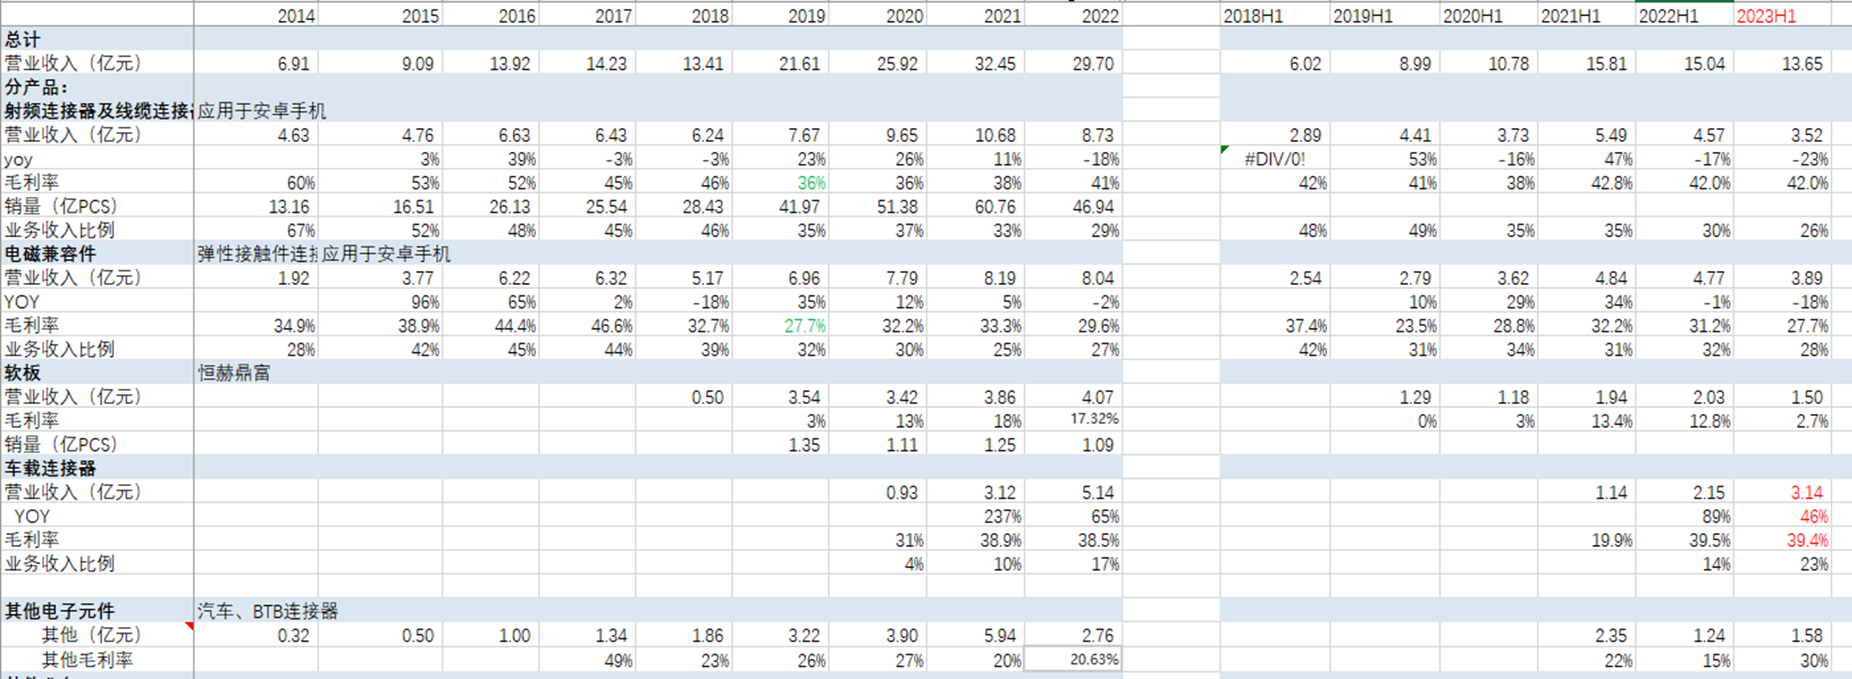 2014 2015 2016 2017 2018 2019 2020 2021 2022 2018H1 2019H1 2020H1 2021H1 2022H1 2023H1
总计
营业收入（亿元） 6.91 9.09 13.92 14.23 13.41 21.61 25.92 32.45 29.70 6.02 8.99 10.78 15.81 15.04 13.65
分产品：
射频连接器及线缆连接 应用于安卓手机
营业收入（亿元） 4.63 4.76 6.63 6.43 6.24 7.67 9.65 10.68 8.73 2.89 4.41 3.73 5.49 4.57 3.52
yoy 3% 39% -3% -3% 23% 26% 11% -18% #DIV/0! 53% -16% 47% -17% -23%
毛利率 60% 53% 52% 45% 46% 36% 36% 38% 41% 42% 41% 38% 42.8% 42.0% 42.0%
销量（亿PCS） 13.16 16.51 26.13 25.54 28.43 41.97 51.38 60.76 46.94
业务收入比例 67% 52% 48% 45% 46% 35% 37% 33% 29% 48% 49% 35% 35% 30% 26%
电磁兼容件 弹性接触件连接 应用于安卓手机
营业收入（亿元） 1.92 3.77 6.22 6.32 5.17 6.96 7.79 8.19 8.04 2.54 2.79 3.62 4.84 4.77 3.89
YOY 96% 65% 2% -18% 35% 12% 5% -2% 10% 29% 34% -1% -18%
毛利率 34.9% 38.9% 44.4% 46.6% 32.7% 27.7% 32.2% 33.3% 29.6% 37.4% 23.5% 28.8% 32.2% 31.2% 27.7%
业务收入比例 28% 42% 45% 44% 39% 32% 30% 25% 27% 42% 31% 34% 31% 32% 28%
软板 恒赫鼎富
营业收入（亿元） 0.50 3.54 3.42 3.86 4.07 1.29 1.18 1.94 2.03 1.50
毛利率 3% 13% 18% 17.32% 0% 3% 13.4% 12.8% 2.7%
销量（亿PCS） 1.35 1.11 1.25 1.09
车载连接器
营业收入（亿元） 0.93 3.12 5.14 1.14 2.15 3.14
YOY 237% 65% 89% 46%
毛利率 31% 38.9% 38.5% 19.9% 39.5% 39.4%
业务收入比例 4% 10% 17% 14% 23%
其他电子元件 汽车、BTB连接器
其他（亿元） 0.32 0.50 1.00 1.34 1.86 3.22 3.90 5.94 2.76 2.35 1.24 1.58
其他毛利率 49% 23% 26% 27% 20% 20.63% 22% 15% 30%